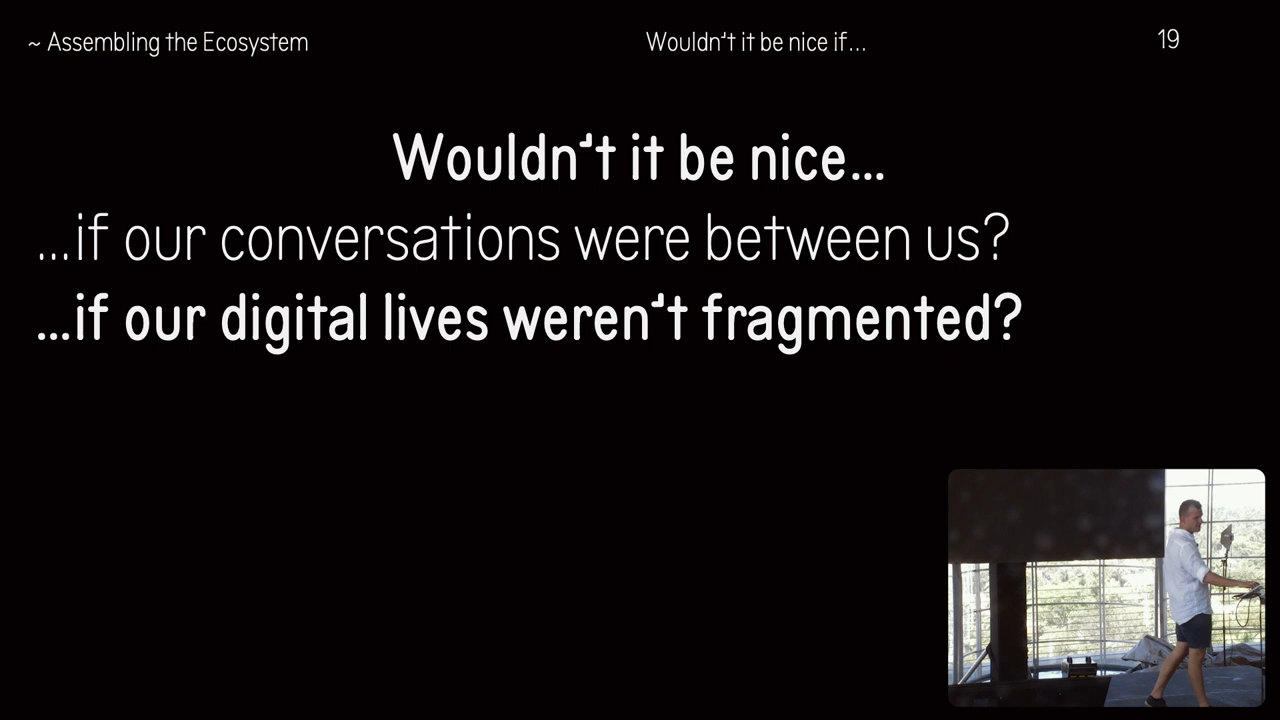 ~ Assembling the Ecosystem
Wouldn't it be nice if...
19
Wouldn't it be nice...
...if our conversations were between us?
...if our digital lives weren't fragmented?